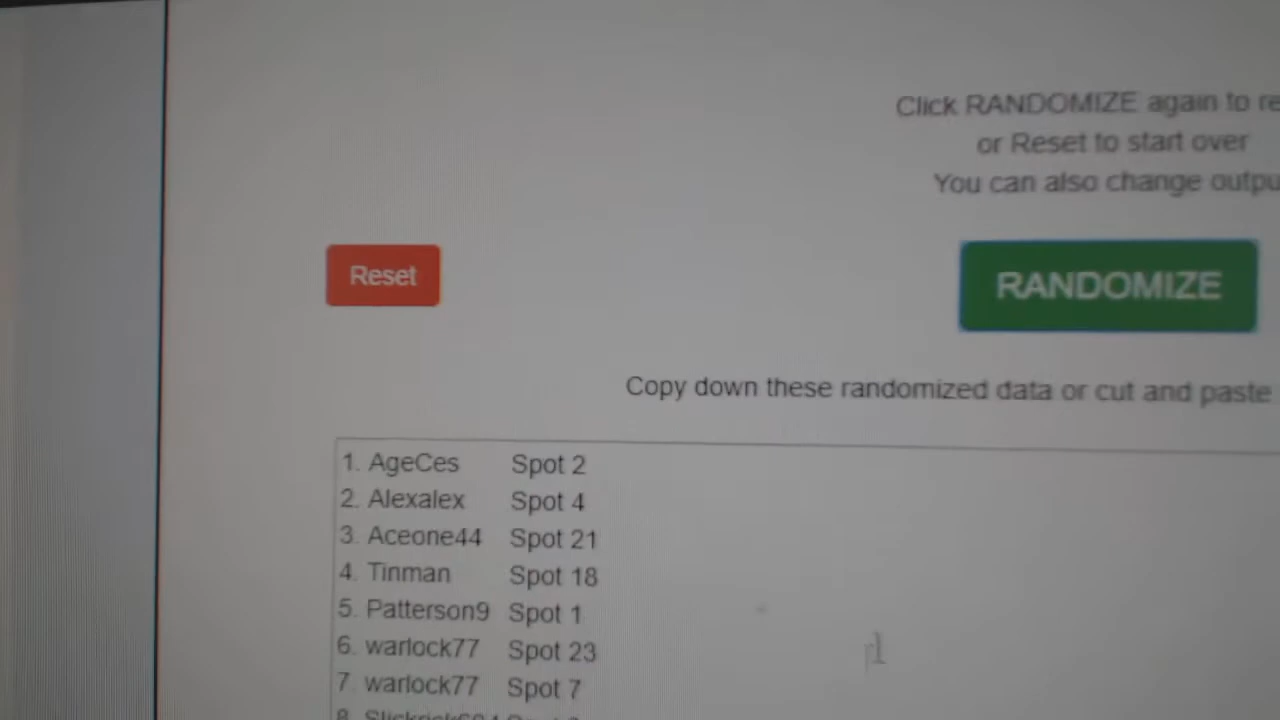 Click RANDOMIZE again to re
or Reset to start over
You can also change outpu
Reset
RANDOMIZE
Copy down these randomized data or cut and paste
1. AgeCes Spot 2
2. Alexalex Spot 4
3. Aceone44 Spot 21
4. Tinman Spot 18
5. Patterson9 Spot 1
6. warlock77 Spot 23
7. warlock77 Spot 7
8.